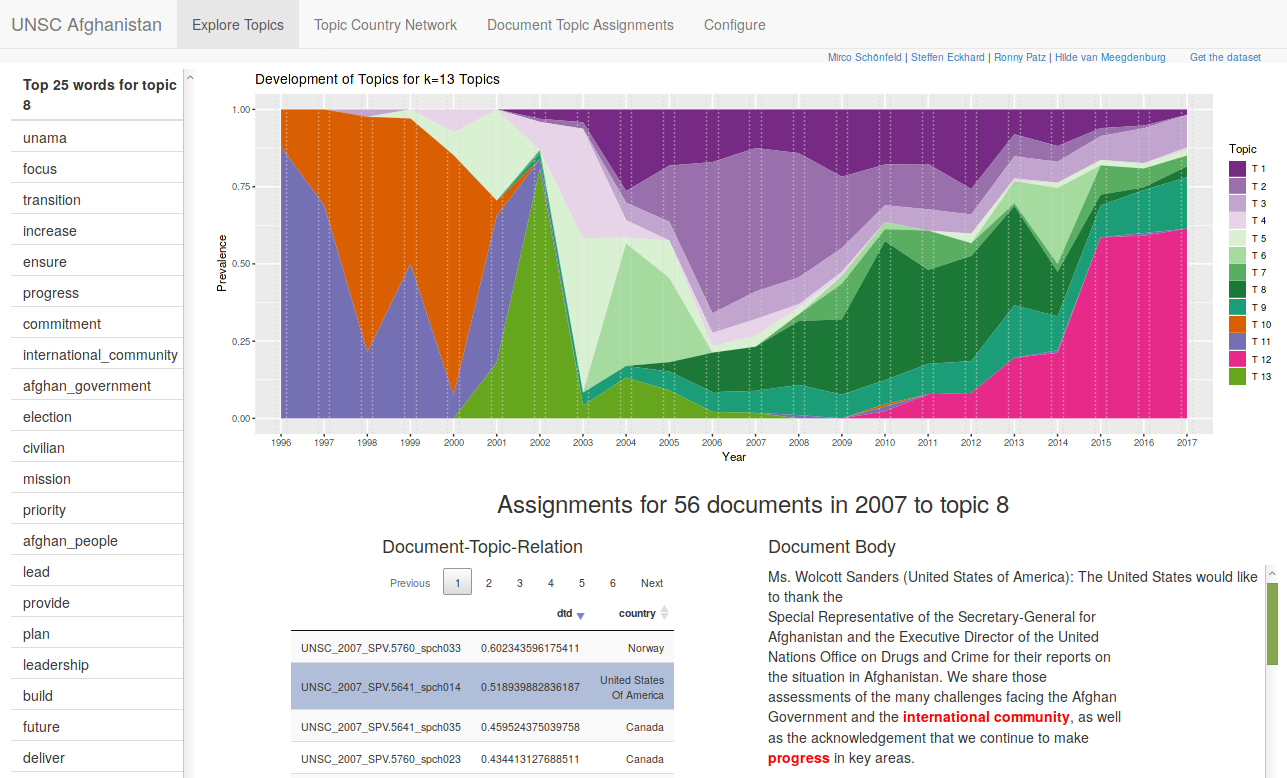 UNSC Afghanistan Explore Topics Topic Country Network Document Topic Assignments Configure
Mirco Schönfeld | Steffen Eckhard | Ronny Patz | Hilde van Meegdenburg Get the dataset
Top 25 words for topic
8
unama
focus
transition
increase
ensure
progress
commitment
international_community
afghan_government
election
civilian
mission
priority
afghan_people
lead
provide
plan
leadership
build
future
deliver
Development of Topics for k=13 Topics
Prevalence
1.00
0.75
0.50
0.25
0.00
1996 1997 1998 1999 2000 2001 2002 2003 2004 2005 2006 2007 2008 2009 2010 2011 2012 2013 2014 2015 2016 2017
Year
Topic
T 1
T 2
T 3
T 4
T 5
T 6
T 7
T 8
T 9
T 10
T 11
T 12
T 13
Assignments for 56 documents in 2007 to topic 8
Document-Topic-Relation
Previous 1 2 3 4 5 6 Next
dtd country
UNSC_2007_SPV.5760_spch033 0.602343596175411 Norway
UNSC_2007_SPV.5641_spch014 0.518939882836187 United States
Of America
UNSC_2007_SPV.5641_spch035 0.459524375039758 Canada
UNSC_2007_SPV.5760_spch023 0.434413127688511 Canada
Document Body
Ms. Wolcott Sanders (United States of America): The United States would like
to thank the
Special Representative of the Secretary-General for
Afghanistan and the Executive Director of the United
Nations Office on Drugs and Crime for their reports on
the situation in Afghanistan. We share those
assessments of the many challenges facing the Afghan
Government and the international community, as well
as the acknowledgement that we continue to make
progress in key areas.